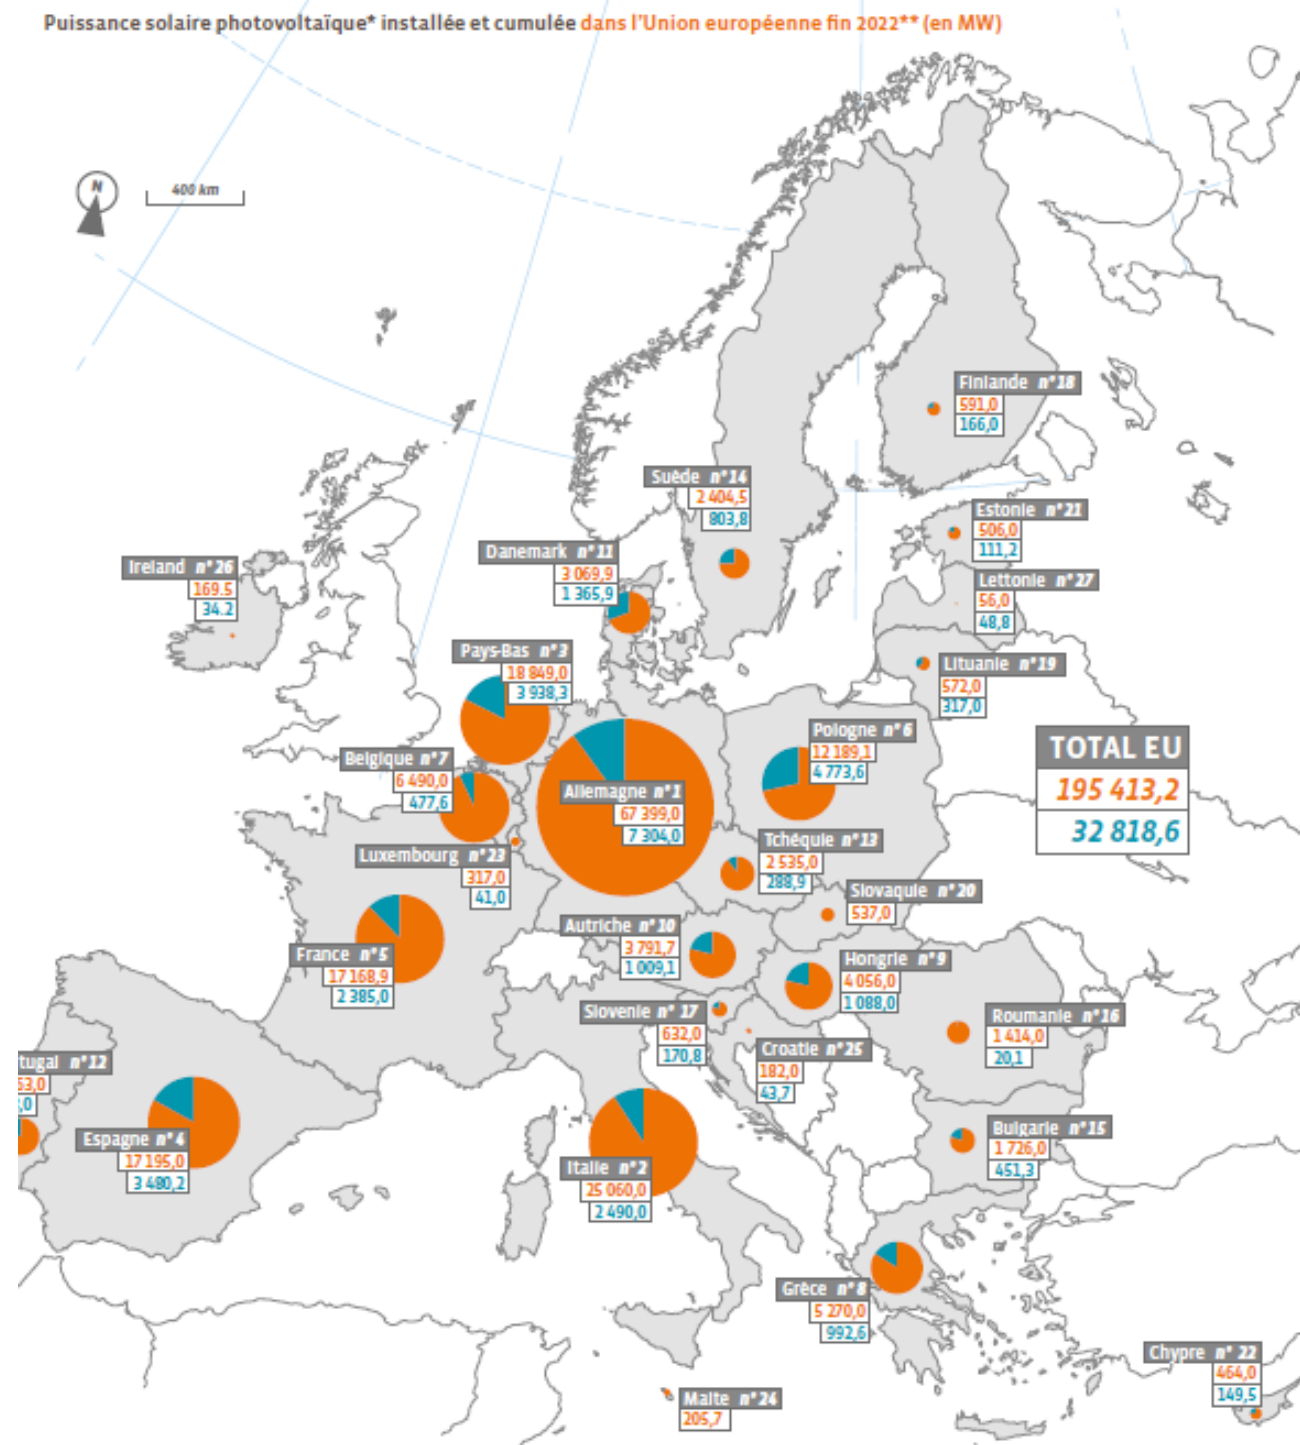 Puissance solaire photovoltaïque* installée et cumulée dans l'Union européenne fin 2022** (en MW)
N
400 km
Finlande n°18
591,0
166,0
Suède n°14
2 404,5
803,8
Estonie n°21
506,0
111,2
Danemark n°11
3 069,9
1 365,9
Ireland n°26
169.5
34.2
Lettonie n°27
56,0
48,8
Pays-Bas n°3
18 849,0
3 938,3
Lituanie n°19
572,0
317,0
Pologne n°6
12 189,1
4 773,6
TOTAL EU
195 413,2
32 818,6
Belgique n°7
6 490,0
477,6
Allemagne n°1
67 399,0
7 304,0
Tchéquie n°13
2 535,0
288,9
Luxembourg n°23
317,0
41,0
Slovaquie n°20
537,0
Autriche n°10
3 791,7
1 009,1
France n°5
17 168,9
2 385,0
Hongrie n°9
4 056,0
1 088,0
Slovenie n° 17
632,0
170,8
Roumanie n°16
1 414,0
20,1
Croatie n°25
182,0
43,7
tugal n°12
63,0
,0
Espagne n°4
17 195,0
3 480,2
Bulgarie n°15
1 726,0
451,3
Italie n°2
25 060,0
2 490,0
Grèce n°8
5 270,0
992,6
Chypre n° 22
464,0
149,5
Malte n°24
205,7